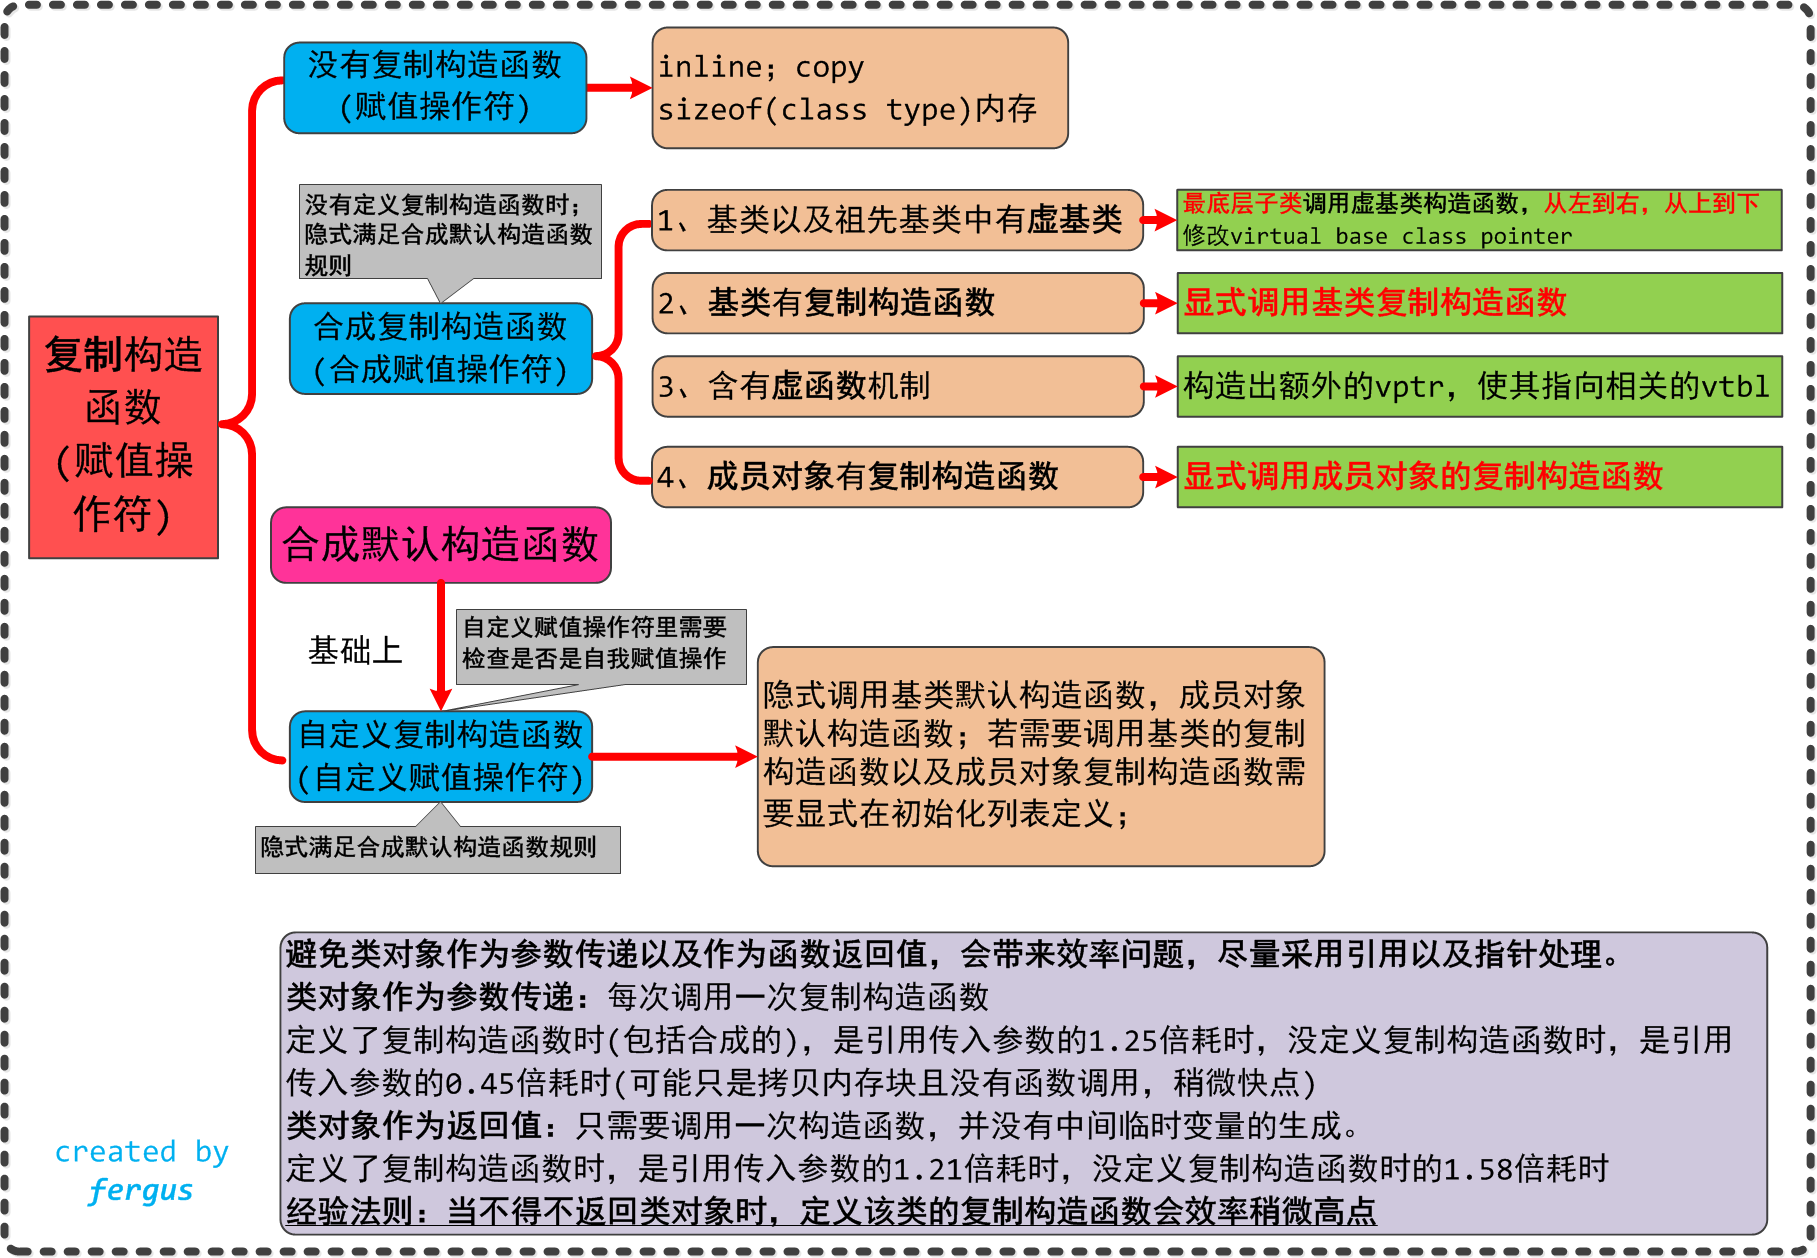 没有复制构造函数
(赋值操作符)
inline; copy
sizeof(class type)内存
没有定义复制构造函数时;
隐式满足合成默认构造函数
规则
合成复制构造函数
(合成赋值操作符)
1、基类以及祖先基类中有虚基类
最底层子类调用虚基类构造函数，从左到右，从上到下
修改virtual base class pointer
2、基类有复制构造函数
显式调用基类复制构造函数
3、含有虚函数机制
构造出额外的vptr，使其指向相关的vtbl
4、成员对象有复制构造函数
显式调用成员对象的复制构造函数
复制构造
函数
(赋值操
作符)
合成默认构造函数
基础上
自定义赋值操作符里需要
检查是否是自我赋值操作
自定义复制构造函数
(自定义赋值操作符)
隐式满足合成默认构造函数规则
隐式调用基类默认构造函数，成员对象
默认构造函数；若需要调用基类的复制
构造函数以及成员对象复制构造函数需
要显式在初始化列表定义；
避免类对象作为参数传递以及作为函数返回值，会带来效率问题，尽量采用引用以及指针处理。
类对象作为参数传递：每次调用一次复制构造函数
定义了复制构造函数时(包括合成的)，是引用传入参数的1.25倍耗时，没定义复制构造函数时，是引用
传入参数的0.45倍耗时(可能只是拷贝内存块且没有函数调用，稍微快点)
类对象作为返回值：只需要调用一次构造函数，并没有中间临时变量的生成。
定义了复制构造函数时，是引用传入参数的1.21倍耗时，没定义复制构造函数时的1.58倍耗时
经验法则：当不得不返回类对象时，定义该类的复制构造函数会效率稍微高点
created by
fergus